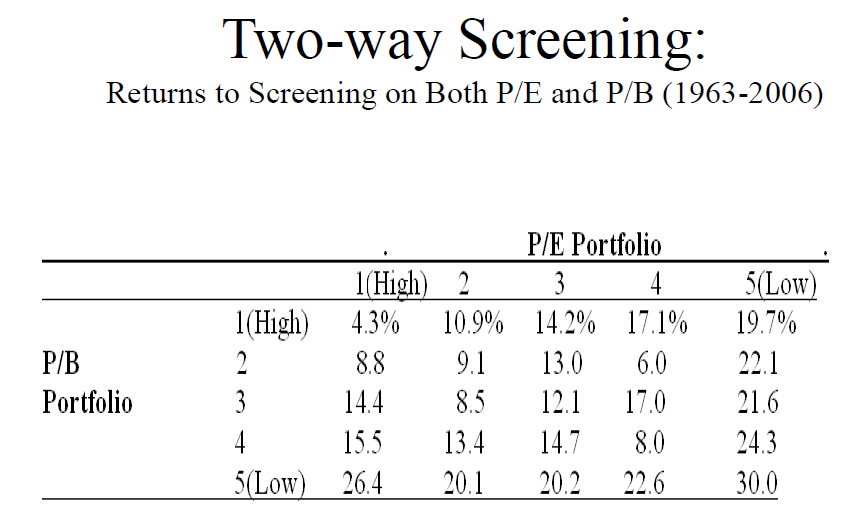 Two-way Screening:
Returns to Screening on Both P/E and P/B (1963-2006)
. P/E Portfolio .
1(High) 2 3 4 5(Low)
1(High) 4.3% 10.9% 14.2% 17.1% 19.7%
P/B 2 8.8 9.1 13.0 6.0 22.1
Portfolio 3 14.4 8.5 12.1 17.0 21.6
4 15.5 13.4 14.7 8.0 24.3
5(Low) 26.4 20.1 20.2 22.6 30.0